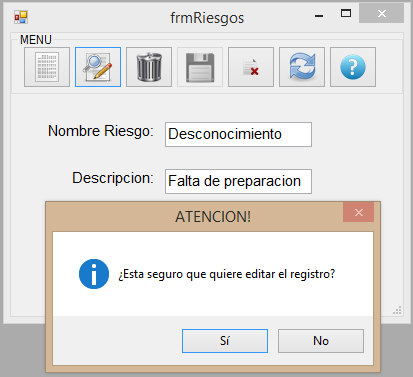 frmRiesgos
MENU
?
Nombre Riesgo: Desconocimiento
Descripcion: Falta de preparacion
ATENCION!
¿Esta seguro que quiere editar el registro?
Sí No